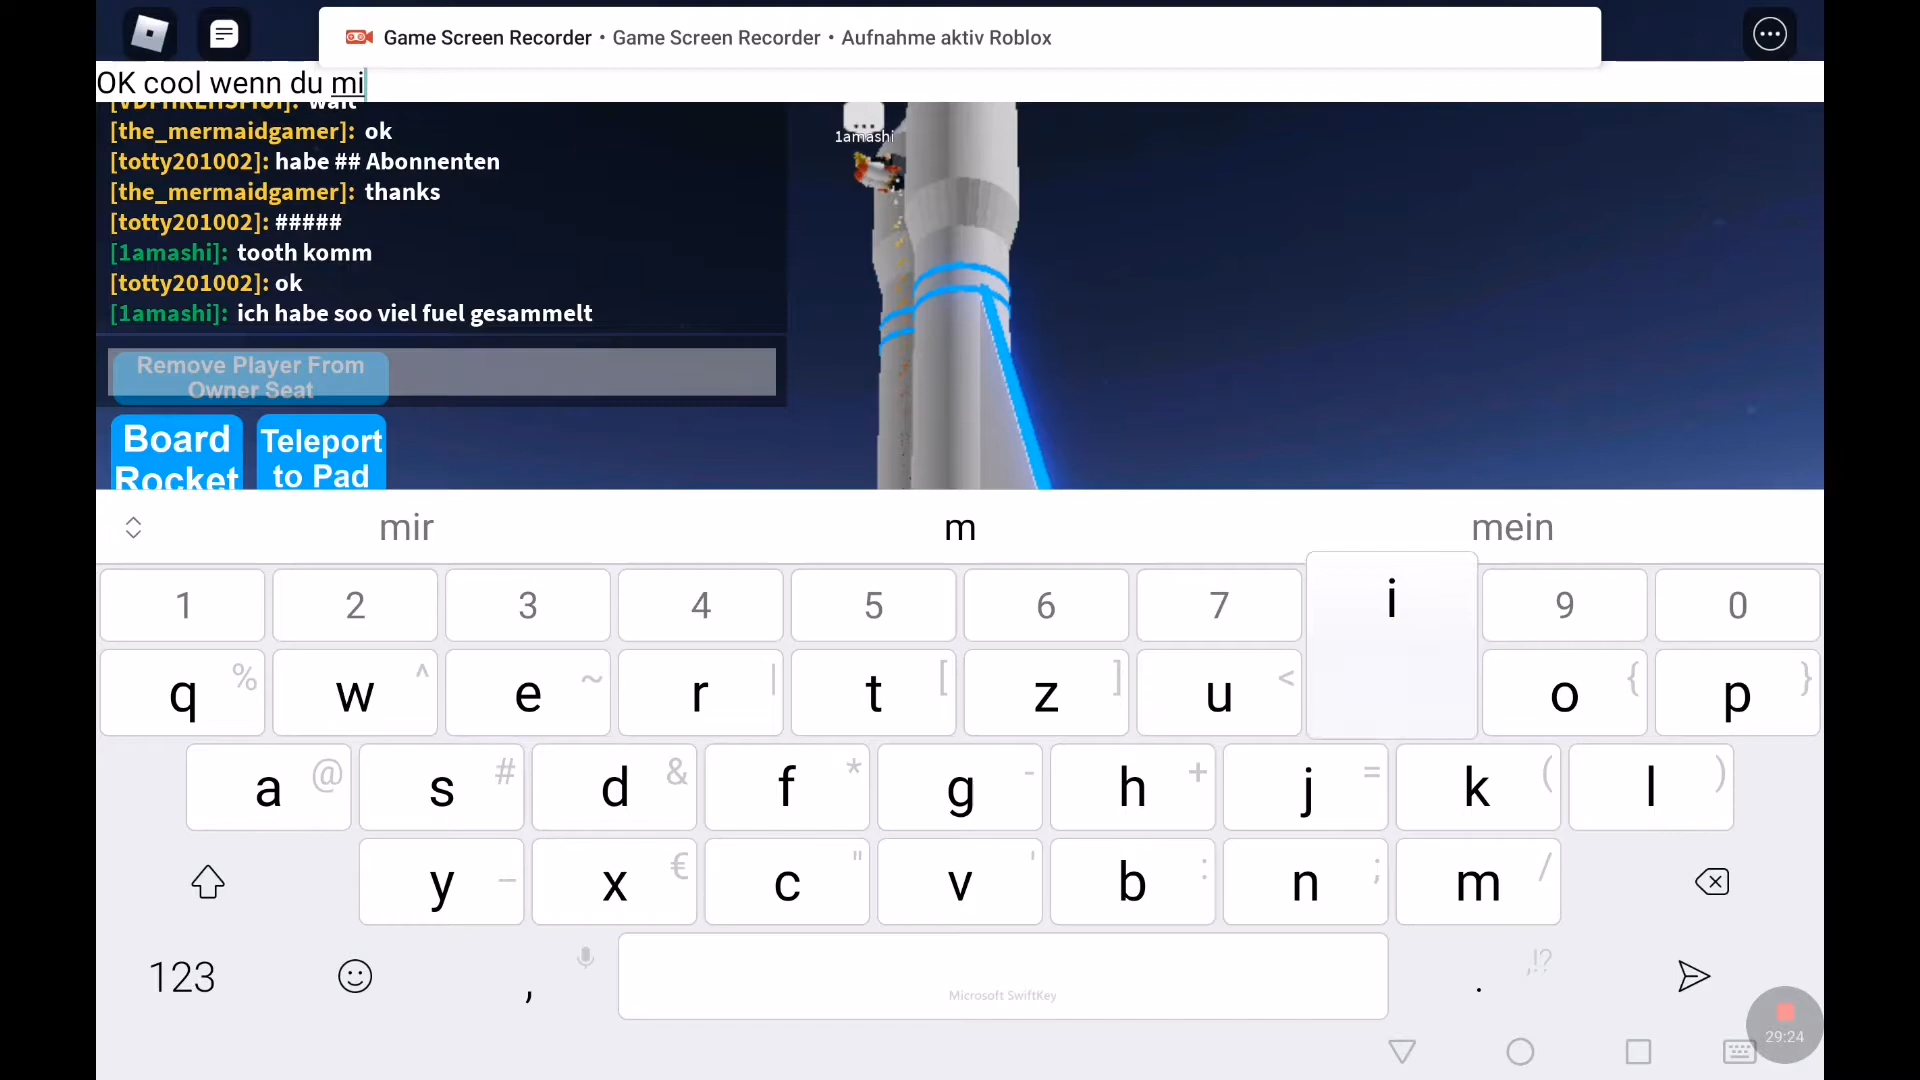 Game Screen Recorder • Game Screen Recorder • Aufnahme aktiv Roblox
OK cool wenn du mi
wait
[the_mermaidgamer]: ok
[totty201002]: habe ## Abonnenten
[the_mermaidgamer]: thanks
[totty201002]: #####
[1amashi]: tooth komm
[totty201002]: ok
[1amashi]: ich habe soo viel fuel gesammelt
1amashi
Remove Player From
Owner Seat
Board
Rocket
Teleport
to Pad
mir m mein
1 2 3 4 5 6 7 i 9 0
q % w ^ e ~ r | t [ z ] u < o { p }
a @ s # d & f * g - h + j = k ( l )
y _ x € c " v ' b : n ; m /
123 , Microsoft SwiftKey . ,!?
29:24